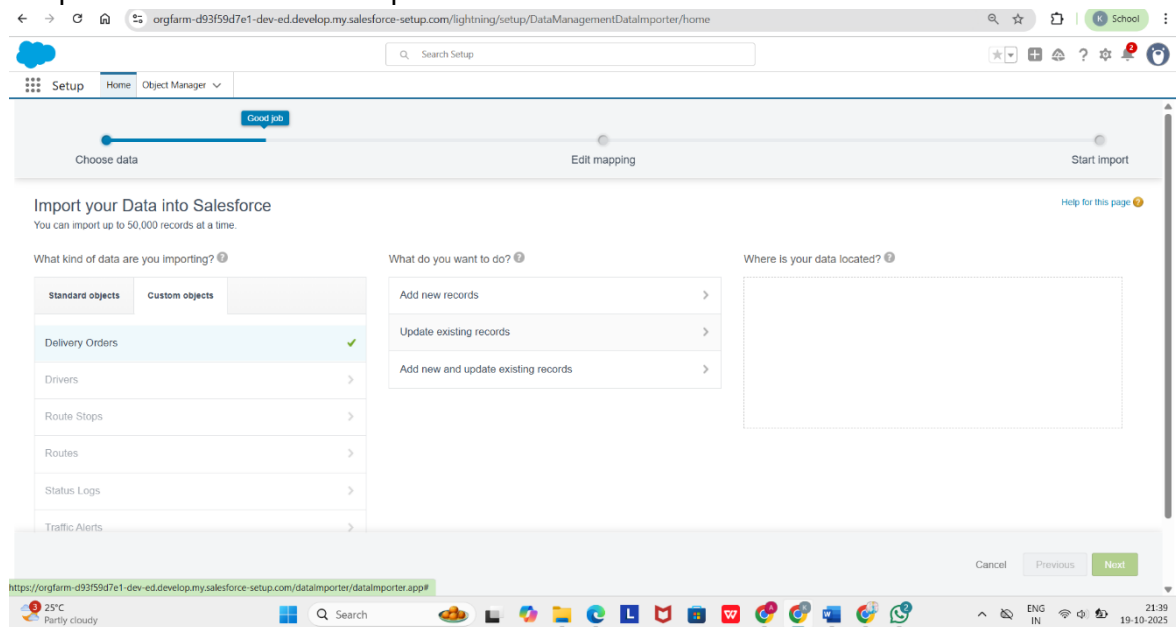 orgfarm-d93f59d7e1-dev-ed.develop.my.salesforce-setup.com/lightning/setup/DataManagementDataImporter/home
K School
Search Setup
2
Setup Home Object Manager
Good job
Choose data Edit mapping Start import
Import your Data into Salesforce Help for this page
You can import up to 50,000 records at a time.
What kind of data are you importing? What do you want to do? Where is your data located?
Standard objects Custom objects Add new records
Delivery Orders Update existing records
Drivers Add new and update existing records
Route Stops
Routes
Status Logs
Traffic Alerts
Cancel Previous Next
https://orgfarm-d93f59d7e1-dev-ed.develop.my.salesforce-setup.com/dataImporter/dataImporter.app#
3 25°C Search ENG 21:39
Partly cloudy IN 19-10-2025